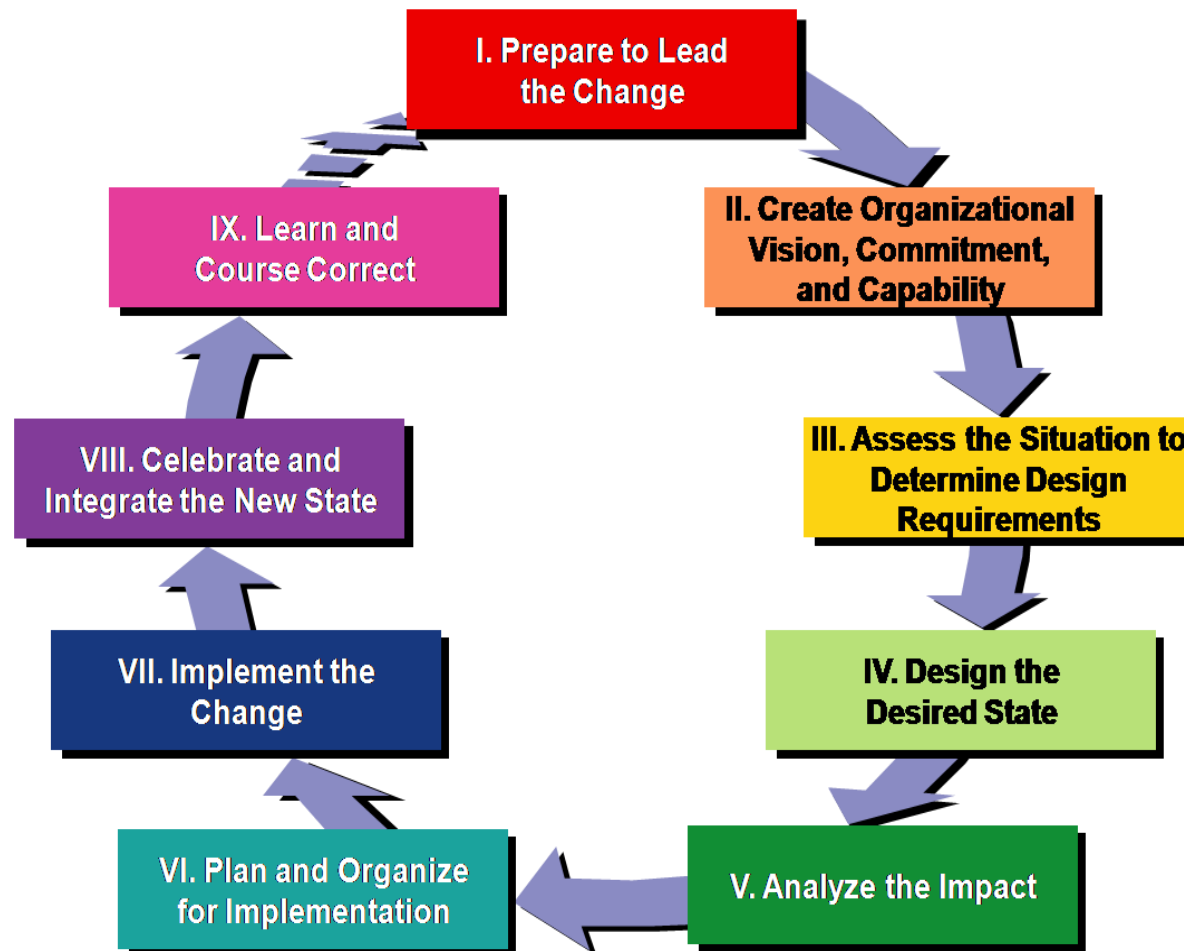 I. Prepare to Lead
the Change
II. Create Organizational
Vision, Commitment,
and Capability
III. Assess the Situation to
Determine Design
Requirements
IV. Design the
Desired State
V. Analyze the Impact
VI. Plan and Organize
for Implementation
VII. Implement the
Change
VIII. Celebrate and
Integrate the New State
IX. Learn and
Course Correct